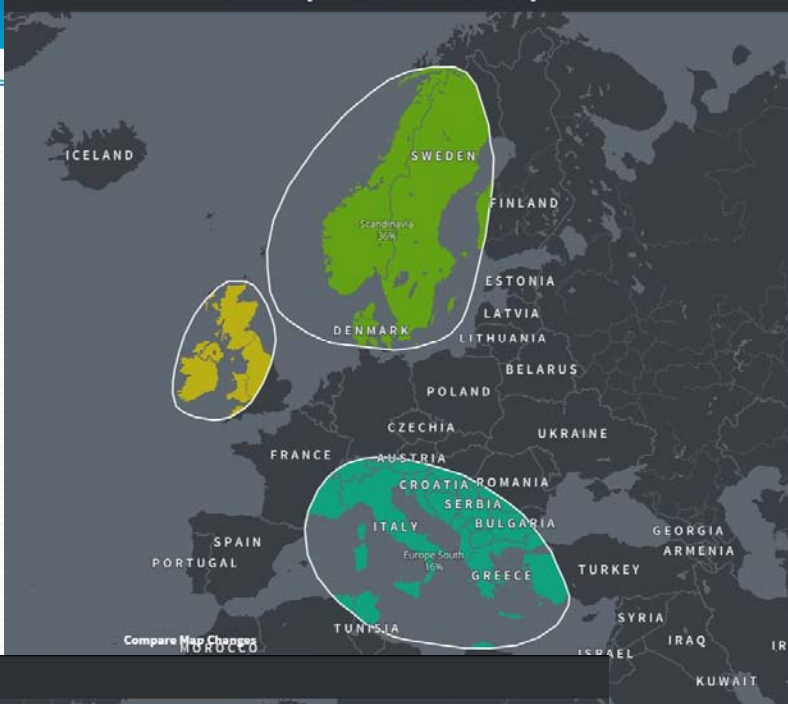 ICELAND
SWEDEN
FINLAND
Scandinavia
36%
ESTONIA
LATVIA
DENMARK
LITHUANIA
BELARUS
POLAND
CZECHIA
UKRAINE
FRANCE
AUSTRIA
CROATIA
ROMANIA
SERBIA
BULGARIA
ITALY
GEORGIA
SPAIN
ARMENIA
Europe South
16%
PORTUGAL
GREECE
TURKEY
SYRIA
TUNISIA
Compare Map Changes
MOROCCO
IRAQ
IR
ISRAEL
KUWAIT